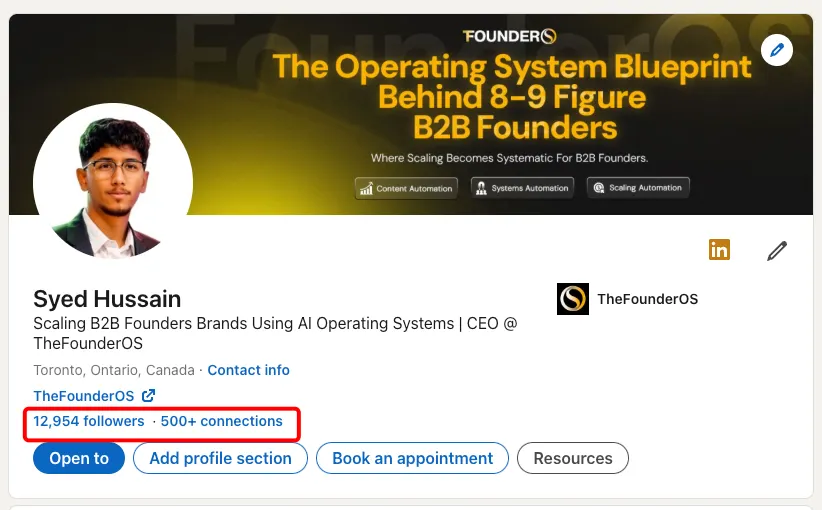 FOUNDEROS
The Operating System Blueprint
Behind 8-9 Figure
B2B Founders
Where Scaling Becomes Systematic For B2B Founders.
Content Automation
Systems Automation
Scaling Automation
in
Syed Hussain
TheFounderOS
Scaling B2B Founders Brands Using AI Operating Systems | CEO @
TheFounderOS
Toronto, Ontario, Canada · Contact info
TheFounderOS
12,954 followers · 500+ connections
Open to
Add profile section
Book an appointment
Resources